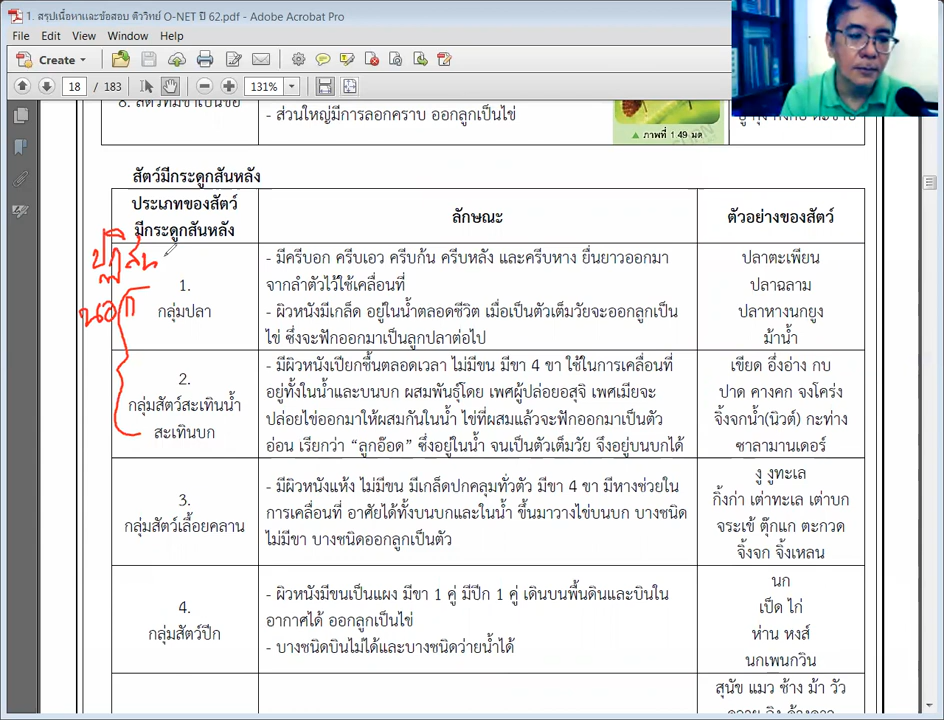 1. สรุปเนื้อหาและข้อสอบ ติววิทย์ O-NET ปี 62.pdf - Adobe Acrobat Pro
File Edit View Window Help
Create
18 / 183
131%
8. สัตว์ที่มีขาเป็นข้อ
- ส่วนใหญ่มีการลอกคราบ ออกลูกเป็นไข่
▲ ภาพที่ 1.49 มด
สัตว์มีกระดูกสันหลัง
ประเภทของสัตว์
มีกระดูกสันหลัง
ลักษณะ
ตัวอย่างของสัตว์
1.
กลุ่มปลา
- มีครีบอก ครีบเอว ครีบก้น ครีบหลัง และครีบหาง ยื่นยาวออกมา
จากลำตัวไว้ใช้เคลื่อนที่
- ผิวหนังมีเกล็ด อยู่ในน้ำตลอดชีวิต เมื่อเป็นตัวเต็มวัยจะออกลูกเป็น
ไข่ ซึ่งจะฟักออกมาเป็นลูกปลาต่อไป
ปลาตะเพียน
ปลาฉลาม
ปลาหางนกยูง
ม้าน้ำ
ปฏิสน
นอก
2.
กลุ่มสัตว์สะเทินน้ำ
สะเทินบก
- มีผิวหนังเปียกชื้นตลอดเวลา ไม่มีขน มีขา 4 ขา ใช้ในการเคลื่อนที่
อยู่ทั้งในน้ำและบนบก ผสมพันธุ์โดย เพศผู้ปล่อยอสุจิ เพศเมียจะ
ปล่อยไข่ออกมาให้ผสมกันในน้ำ ไข่ที่ผสมแล้วจะฟักออกมาเป็นตัว
อ่อน เรียกว่า “ลูกอ๊อด” ซึ่งอยู่ในน้ำ จนเป็นตัวเต็มวัย จึงอยู่บนบกได้
เขียด อึ่งอ่าง กบ
ปาด คางคก จงโคร่ง
จิ้งจกน้ำ(นิวต์) กะท่าง
ซาลามานเดอร์
3.
กลุ่มสัตว์เลื้อยคลาน
- มีผิวหนังแห้ง ไม่มีขน มีเกล็ดปกคลุมทั่วตัว มีขา 4 ขา มีหางช่วยใน
การเคลื่อนที่ อาศัยได้ทั้งบนบกและในน้ำ ขึ้นมาวางไข่บนบก บางชนิด
ไม่มีขา บางชนิดออกลูกเป็นตัว
งู งูทะเล
กิ้งก่า เต่าทะเล เต่าบก
จระเข้ ตุ๊กแก ตะกวด
จิ้งจก จิ้งเหลน
4.
กลุ่มสัตว์ปีก
- ผิวหนังมีขนเป็นแผง มีขา 1 คู่ มีปีก 1 คู่ เดินบนพื้นดินและบินใน
อากาศได้ ออกลูกเป็นไข่
- บางชนิดบินไม่ได้และบางชนิดว่ายน้ำได้
นก
เป็ด ไก่
ห่าน หงส์
นกเพนกวิน
สุนัข แมว ช้าง ม้า วัว